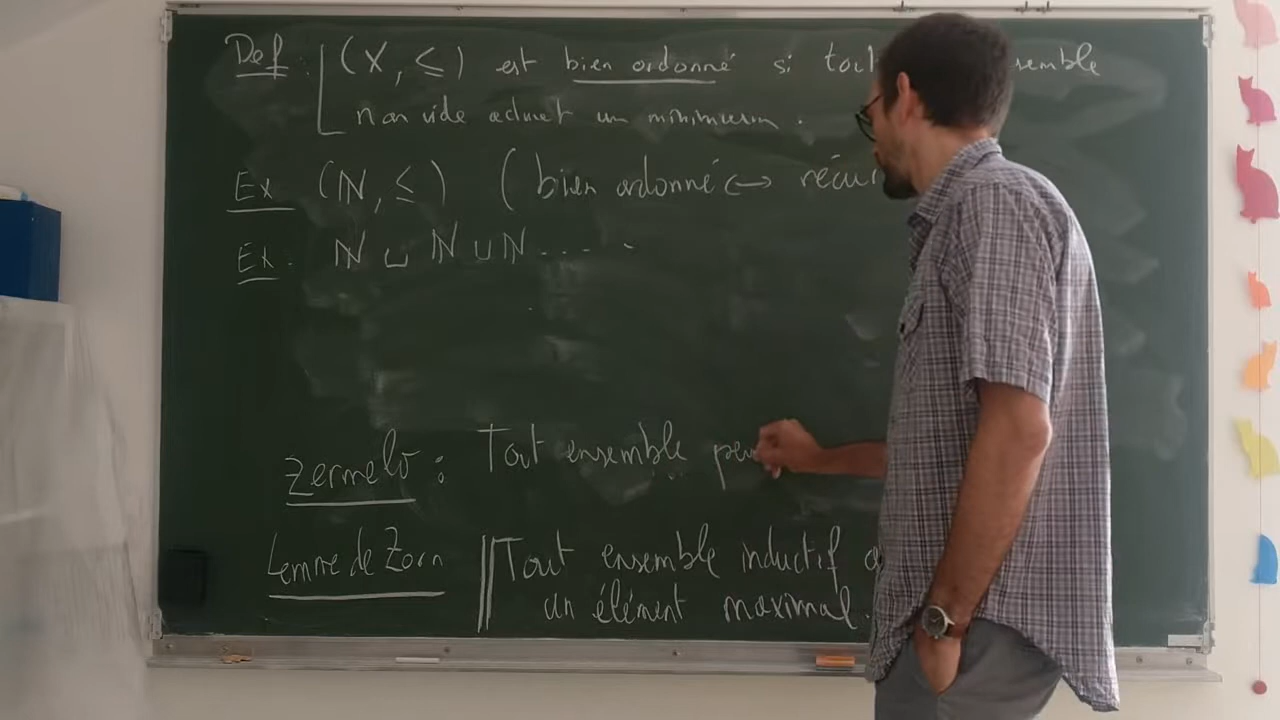 Def : (X, ≤) est bien ordonné si tout semble
non vide admet un minimum.
Ex (ℕ, ≤) (bien ordonné ↔ récur
Ex. ℕ ⊔ ℕ ∪ ℕ ....
Zermelo : Tout ensemble peu
Lemme de Zorn Tout ensemble inductif a
un élément maximal.